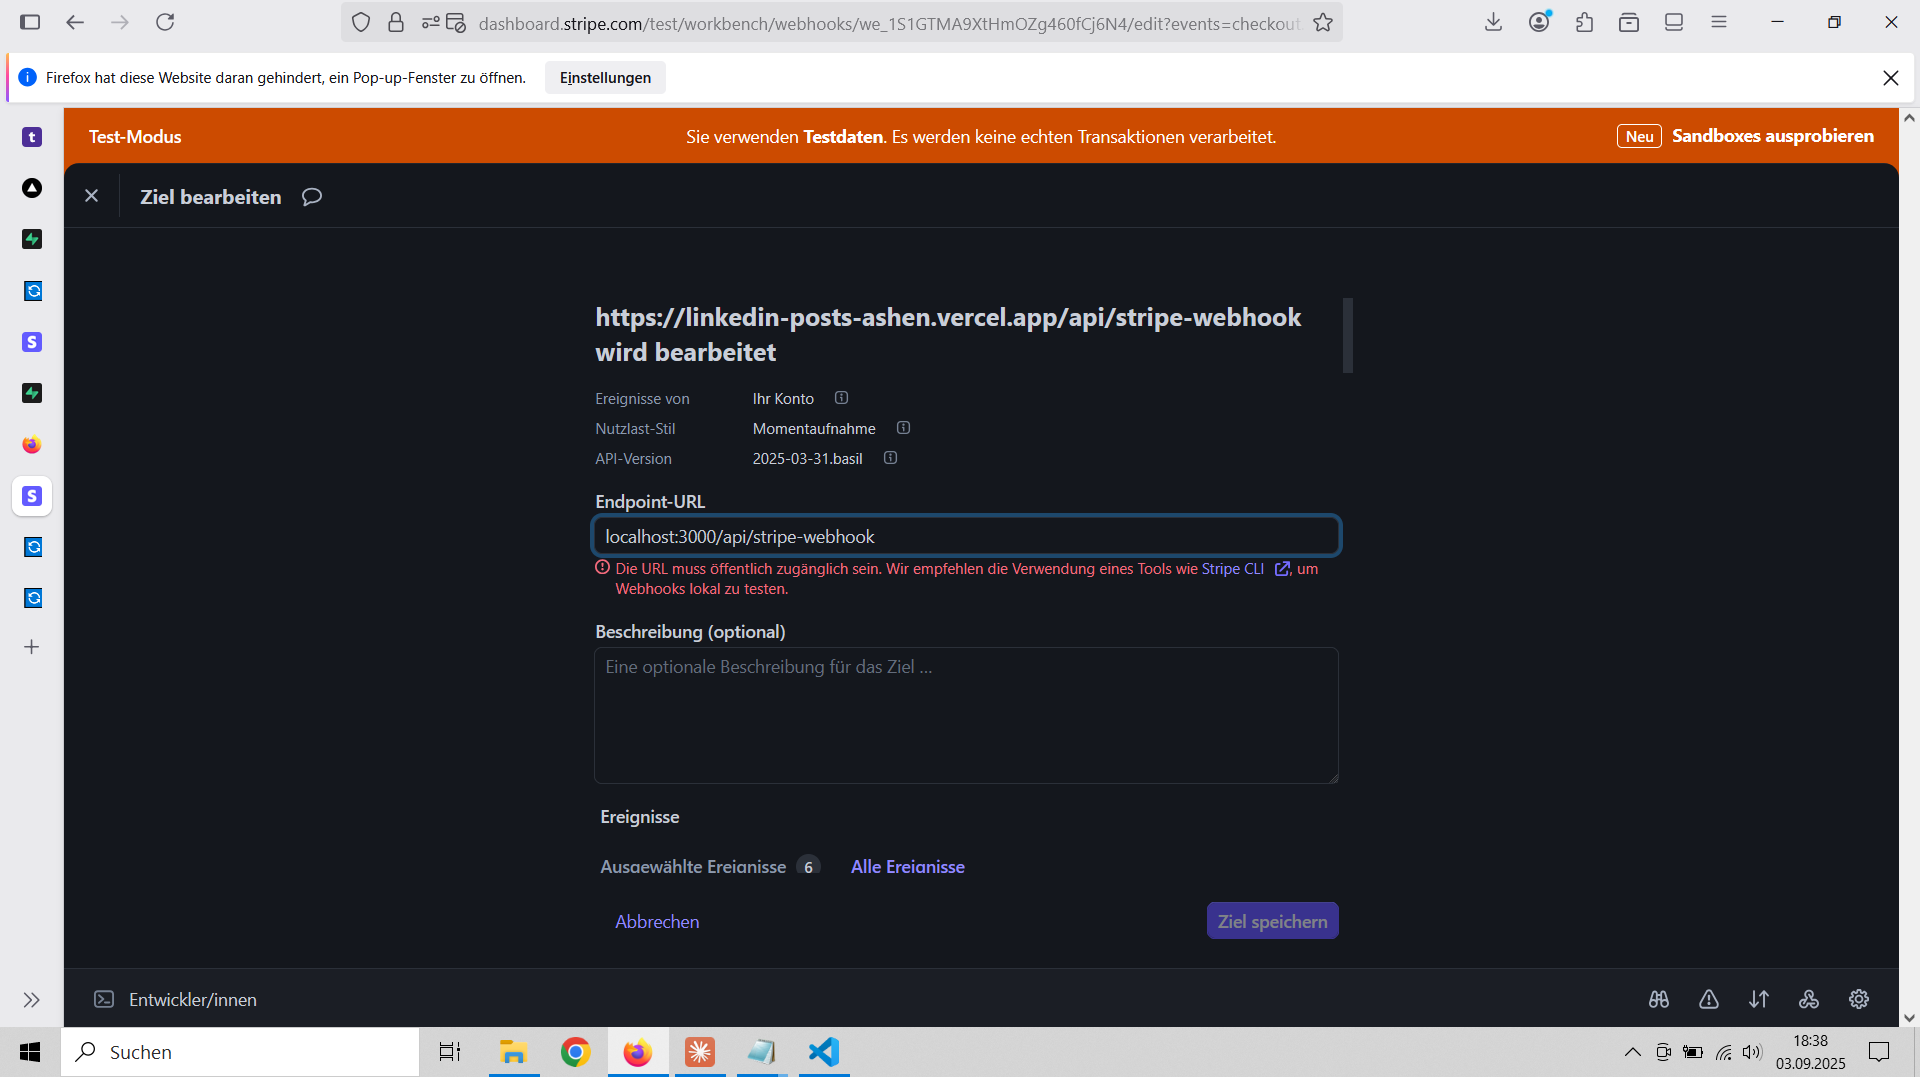 dashboard.stripe.com/test/workbench/webhooks/we_1S1GTMA9XtHmOZg460fCj6N4/edit?events=checkout
Firefox hat diese Website daran gehindert, ein Pop-up-Fenster zu öffnen.
Einstellungen
t
Test-Modus
Sie verwenden Testdaten. Es werden keine echten Transaktionen verarbeitet.
Neu
Sandboxes ausprobieren
Ziel bearbeiten
https://linkedin-posts-ashen.vercel.app/api/stripe-webhook
wird bearbeitet
Ereignisse von
Ihr Konto
Nutzlast-Stil
Momentaufnahme
API-Version
2025-03-31.basil
S
Endpoint-URL
localhost:3000/api/stripe-webhook
S
Die URL muss öffentlich zugänglich sein. Wir empfehlen die Verwendung eines Tools wie Stripe CLI , um
Webhooks lokal zu testen.
Beschreibung (optional)
Eine optionale Beschreibung für das Ziel ...
Ereignisse
Ausgewählte Ereignisse 6
Alle Ereignisse
Abbrechen
Ziel speichern
Entwickler/innen
Suchen
18:38
03.09.2025